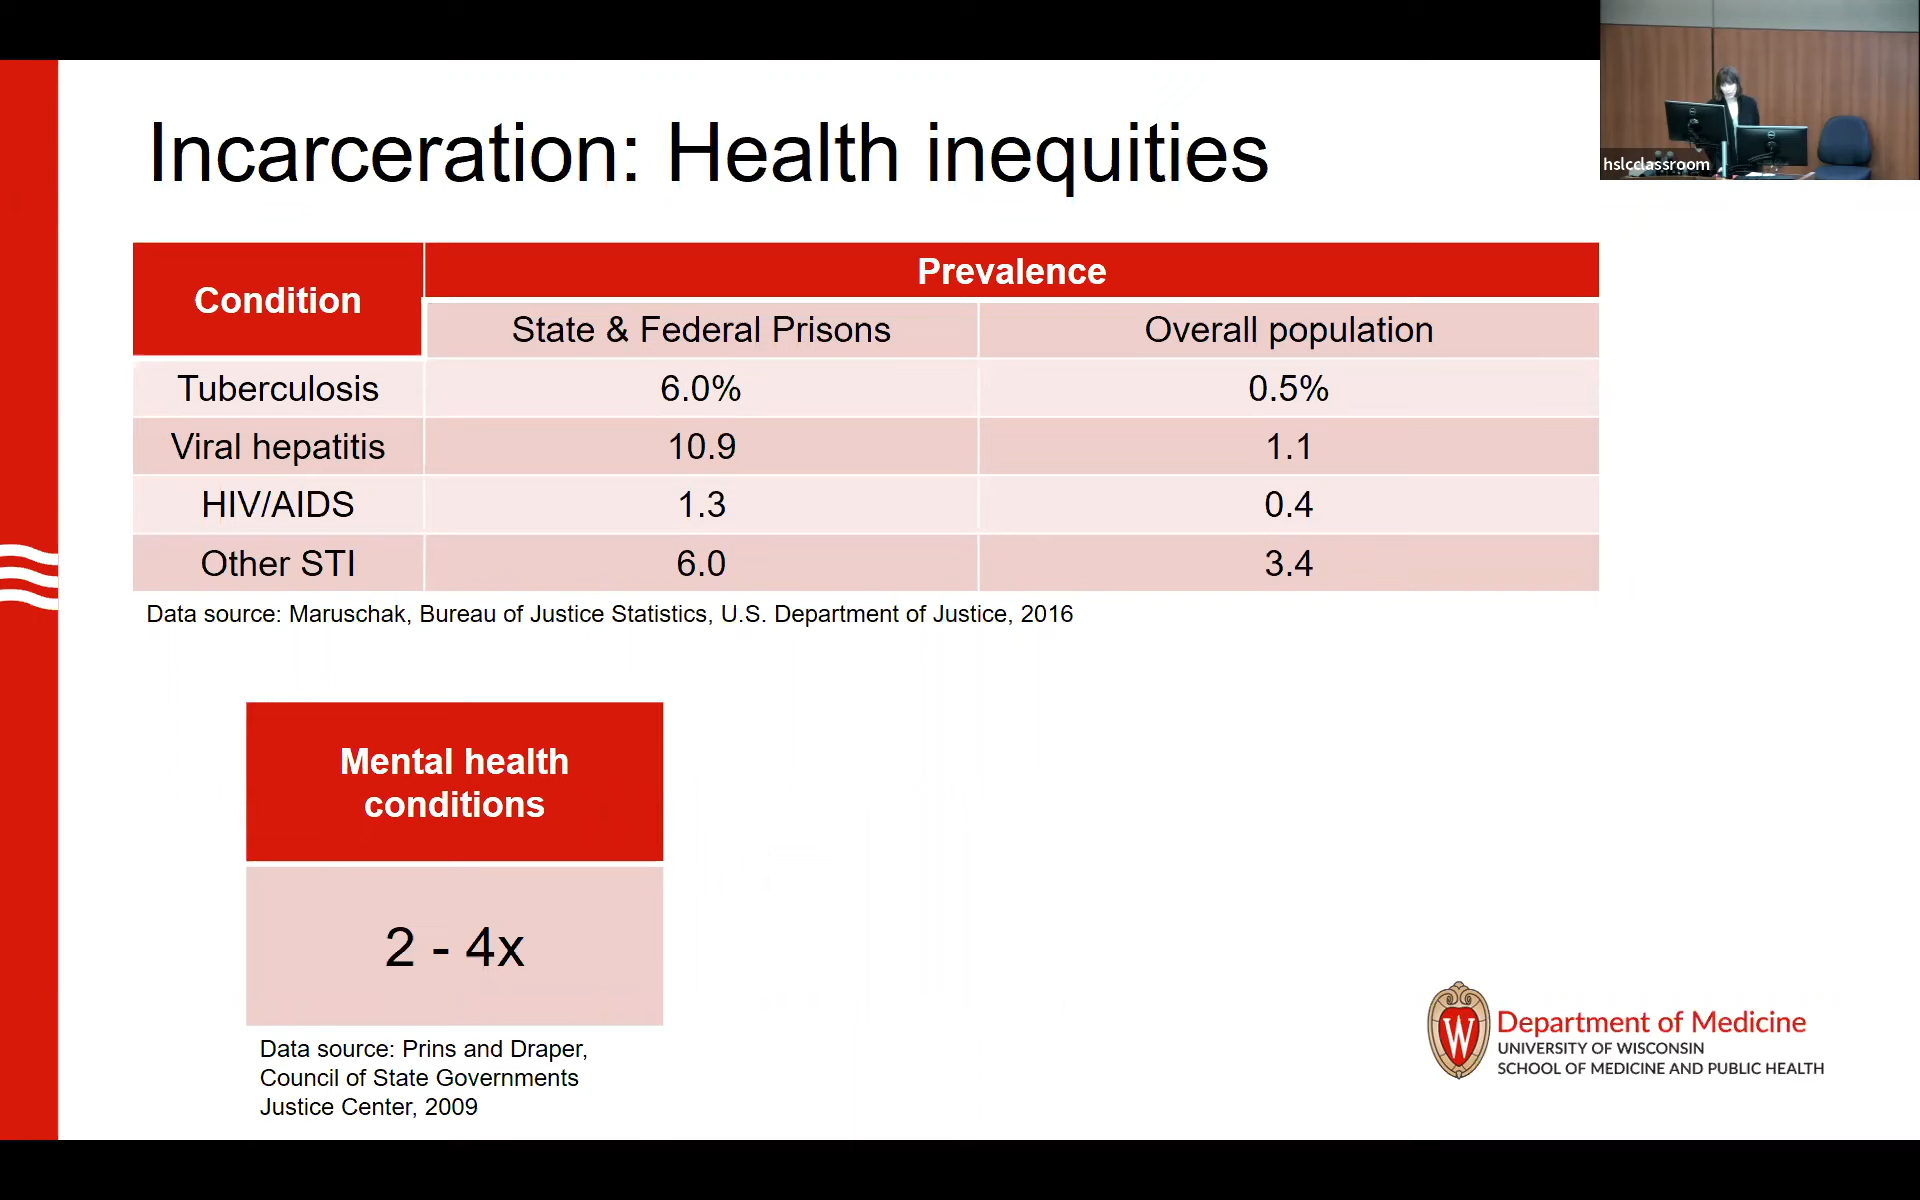 hslcclassroom
Incarceration: Health inequities
Condition
Prevalence
State & Federal Prisons
Overall population
Tuberculosis 6.0% 0.5%
Viral hepatitis 10.9 1.1
HIV/AIDS 1.3 0.4
Other STI 6.0 3.4
Data source: Maruschak, Bureau of Justice Statistics, U.S. Department of Justice, 2016
Mental health
conditions
2 - 4x
Data source: Prins and Draper,
Council of State Governments
Justice Center, 2009
W
Department of Medicine
UNIVERSITY OF WISCONSIN
SCHOOL OF MEDICINE AND PUBLIC HEALTH